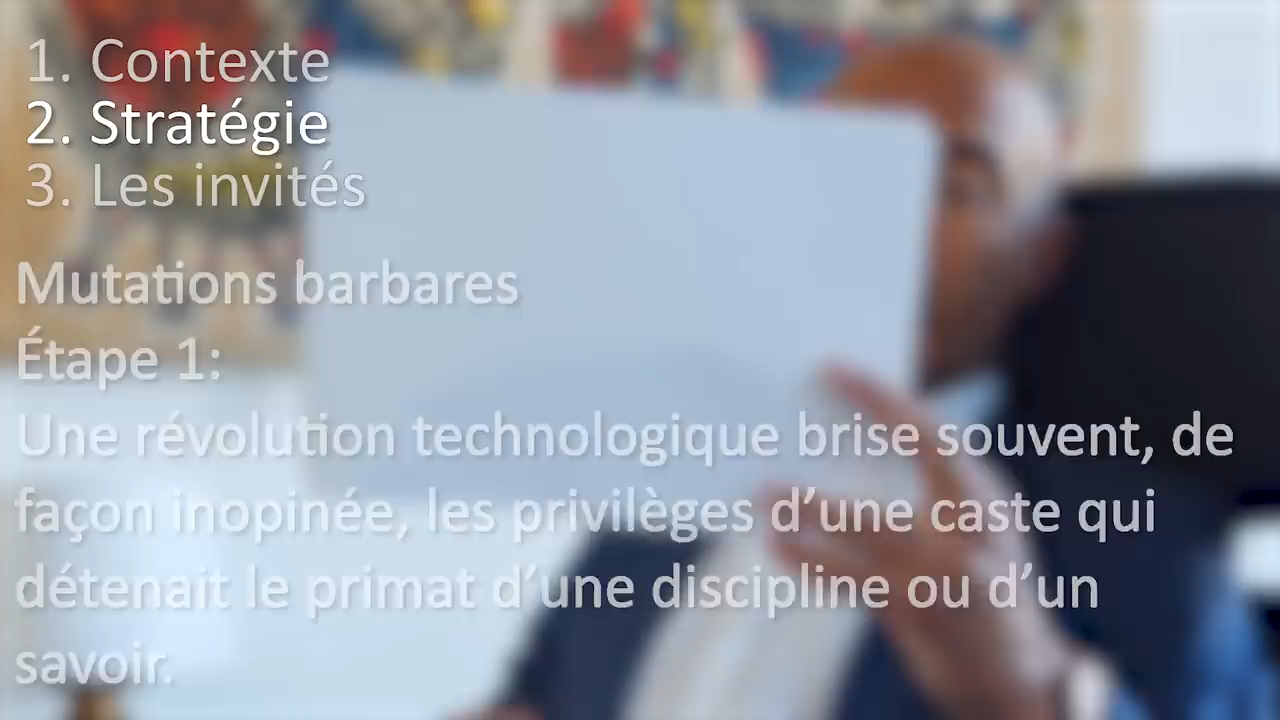 1. Contexte
2. Stratégie
3. Les invités
Mutations barbares
Étape 1:
Une révolution technologique brise souvent, de
façon inopinée, les privilèges d’une caste qui
détenait le primat d’une discipline ou d’un
savoir.